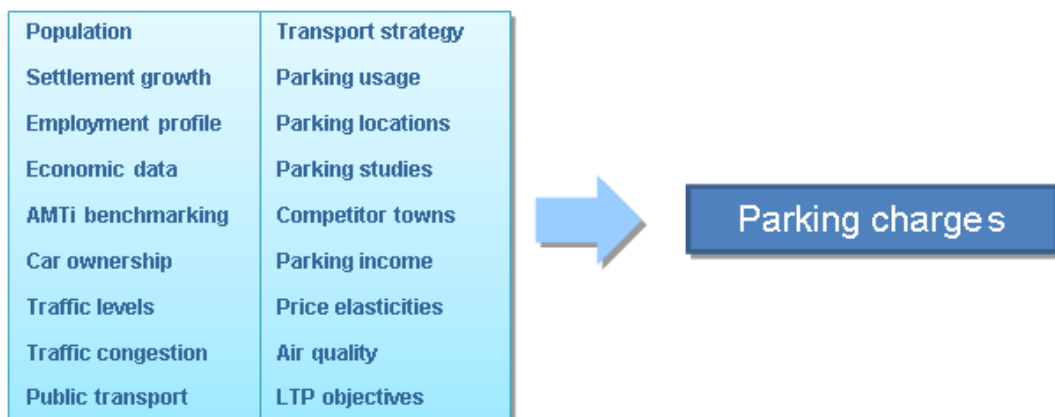 Population
Transport strategy
Settlement growth
Parking usage
Employment profile
Parking locations
Economic data
Parking studies
AMTi benchmarking
Competitor towns
Car ownership
Parking income
Traffic levels
Price elasticities
Traffic congestion
Air quality
Public transport
LTP objectives
Parking charges